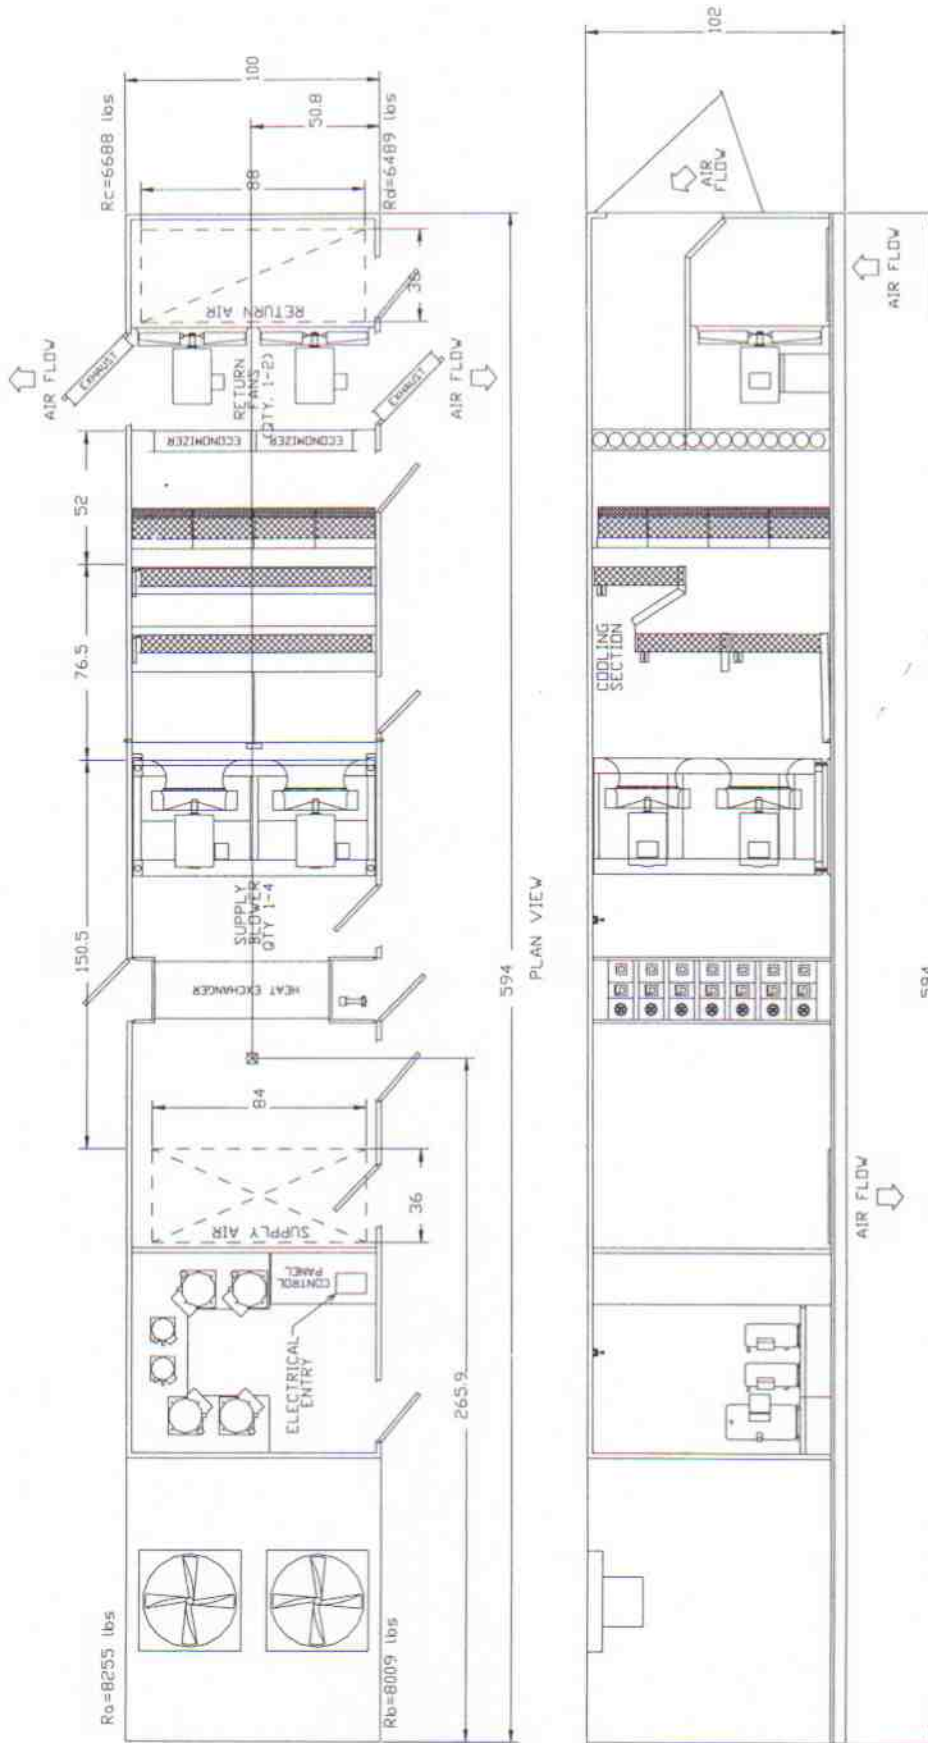 Rc=6688 lbs
100
50.8
Rd=6489 lbs
88
36
RETURN AIR
AIR FLOW
EXHAUST
RETURN
FANS
(QTY. 1-2)
EXHAUST
AIR FLOW
ECONOMIZER
ECONOMIZER
52
76.5
150.5
SUPPLY
BLOWER
QTY 1-4
HEAT EXCHANGER
84
SUPPLY AIR
36
CONTROL
PANEL
ELECTRICAL
ENTRY
265.9
594
PLAN VIEW
Ra=8255 lbs
Rb=8009 lbs
102
AIR
FLOW
AIR FLOW
COOLING
SECTION
AIR FLOW
594